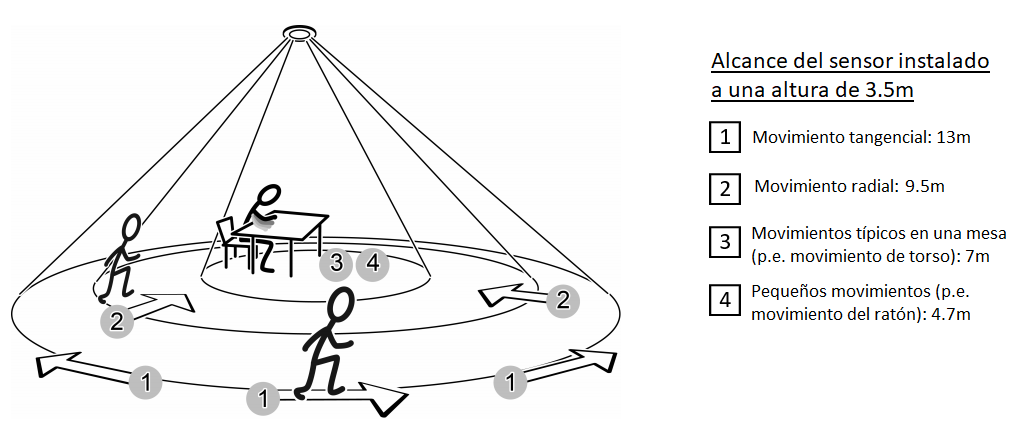 Alcance del sensor instalado
a una altura de 3.5m
1 Movimiento tangencial: 13m
2 Movimiento radial: 9.5m
3 Movimientos típicos en una mesa
(p.e. movimiento de torso): 7m
4 Pequeños movimientos (p.e.
movimiento del ratón): 4.7m
3 4
2 2
1 1 1